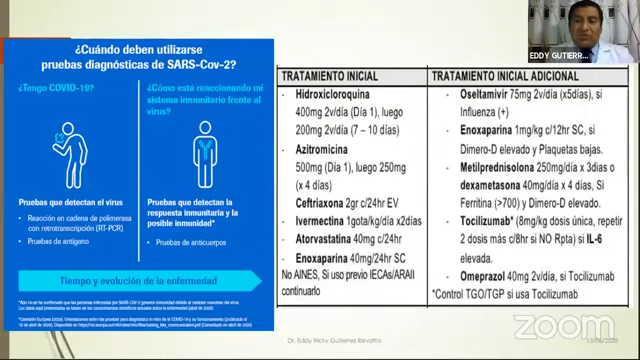 EDDY GUTIERR...
¿Cuándo deben utilizarse
pruebas diagnósticas de SARS-Cov-2?
¿Tengo COVID-19?
Pruebas que detectan el virus
• Reacción en cadena de polimerasa
con retrotranscripción (RT-PCR)
• Pruebas de antígeno
¿Cómo está reaccionando mi
sistema inmunitario frente al
virus?
Pruebas que detectan la
respuesta inmunitaria y la
posible inmunidad*
• Pruebas de anticuerpos
Tiempo y evolución de la enfermedad
TRATAMIENTO INICIAL
- Hidroxicloroquina
400mg 2v/día (Día 1), luego
200mg 2v/día (7 – 10 días)
- Azitromicina
500mg (Día 1), luego 250mg
(x 4 días)
- Ceftriaxona 2gr c/24hr EV
- Ivermectina 1gota/kg/día x2días
- Atorvastatina 40mg c/24hr
- Enoxaparina 40mg/24hr SC
No AINES, Si uso previo IECAs/ARAII
continuarlo
TRATAMIENTO INICIAL ADICIONAL
- Oseltamivir 75mg 2v/día (x5días), si
Influenza (+)
- Enoxaparina 1mg/kg c/12hr SC, si
Dimero-D elevado y Plaquetas bajas.
- Metilprednisolona 250mg/día x 3dias o
dexametasona 40mg/día x 4 días, Si
Ferritina (>700) y Dimero-D elevado.
- Tocilizumab* (8mg/kg dosis única, repetir
2 dosis más c/8hr si NO Rpta) si IL-6
elevada.
- Omeprazol 40mg 2v/día, si Tocilizumab
*Control TGO/TGP si usa Tocilizumab
Dr. Eddy Ricky Gutierrez Revatta
15/06/2020
zoom